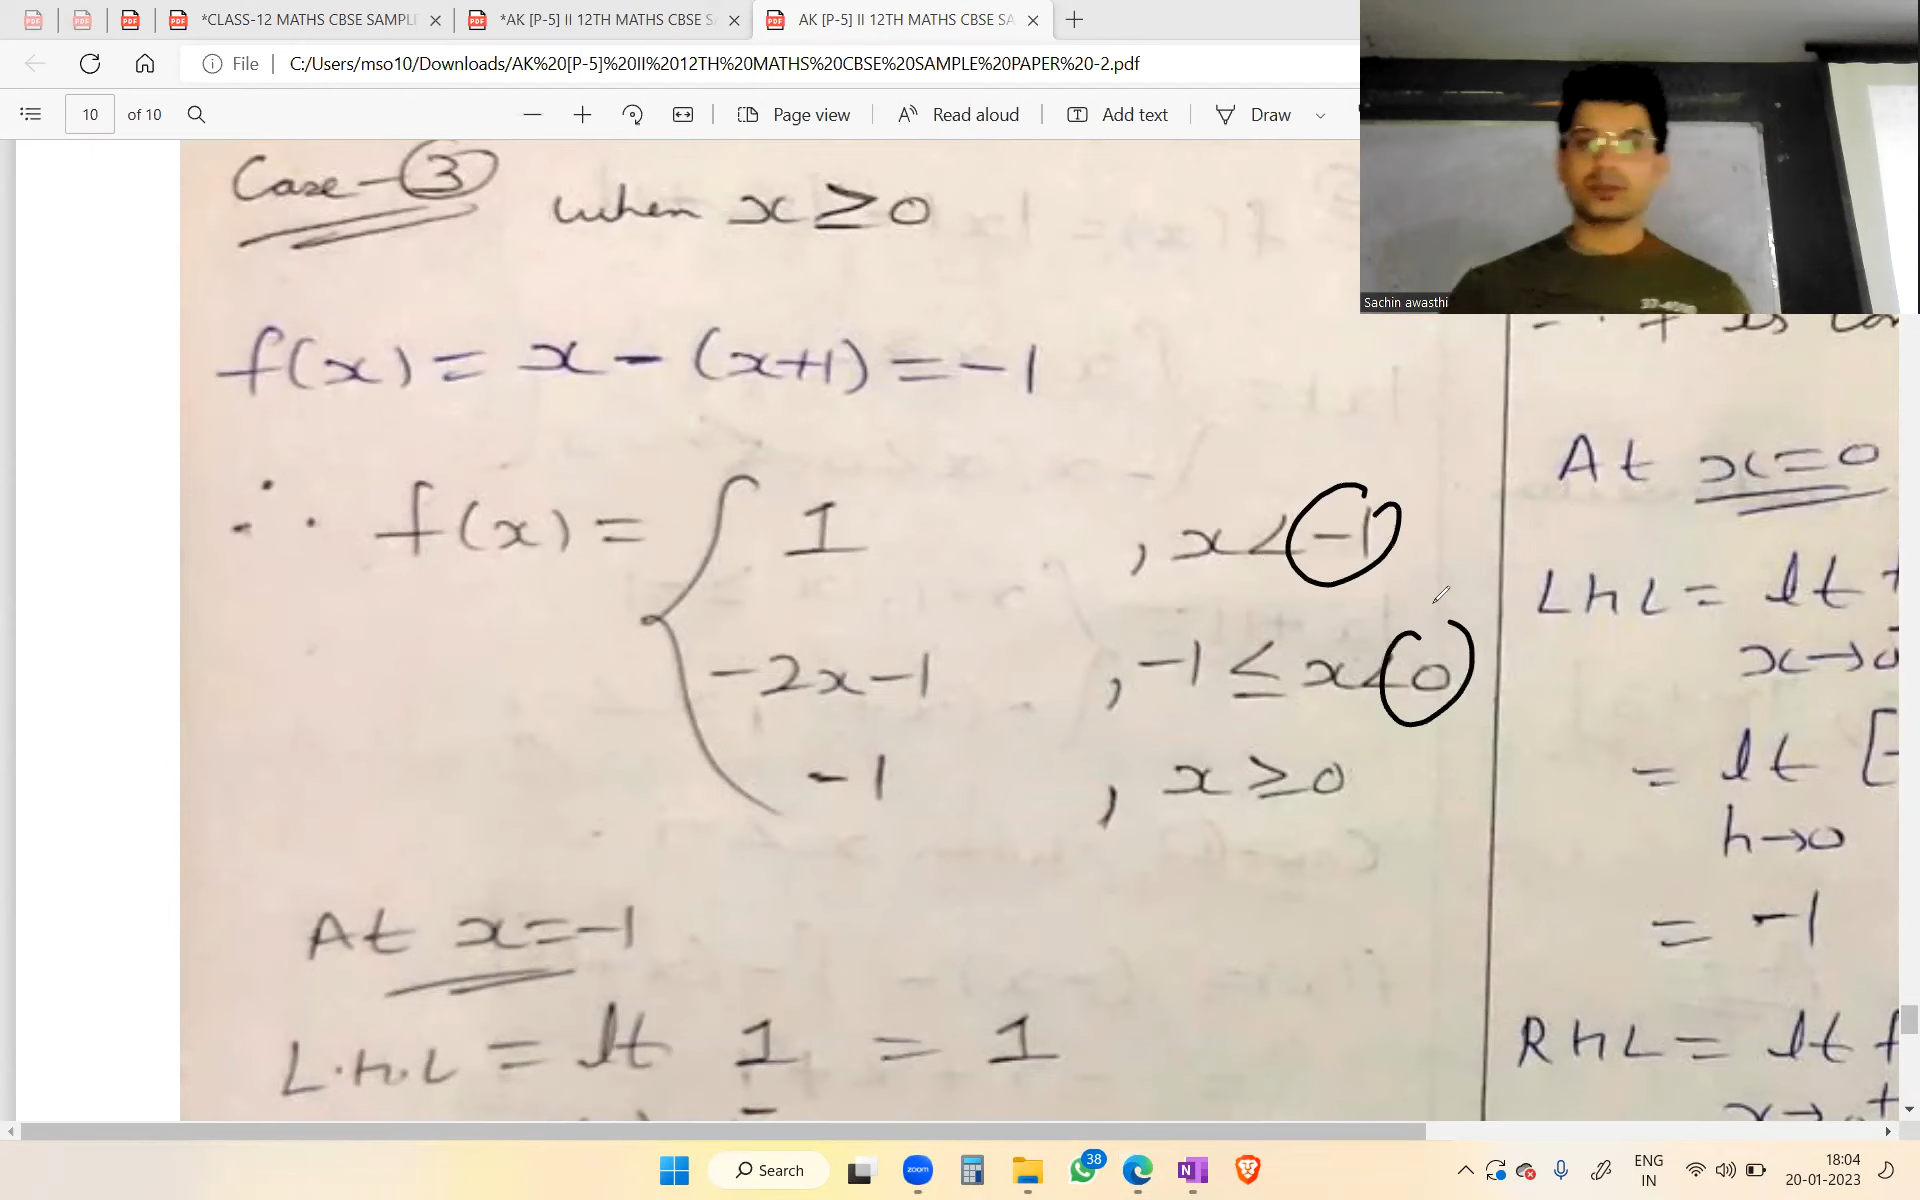 *CLASS-12 MATHS CBSE SAMPL
*AK [P-5] II 12TH MATHS CBSE S
AK [P-5] II 12TH MATHS CBSE SA
File
C:/Users/mso10/Downloads/AK%20[P-5]%20II%2012TH%20MATHS%20CBSE%20SAMPLE%20PAPER%20-2.pdf
10 of 10
Page view
Read aloud
Add text
Draw
Sachin awasthi
Case-③ when x ≥ 0
f(x) = x - (x+1) = -1
∴ f(x) = { 1 , x < -1
-2x-1 , -1 ≤ x < 0
-1 , x ≥ 0
At x=-1
L.h.L = lt 1 = 1
f is con
At x=0
LhL = lt
x→0
= lt [-
h→0
= -1
RhL = lt f
Search
zoom
38
ENG
IN
18:04
20-01-2023